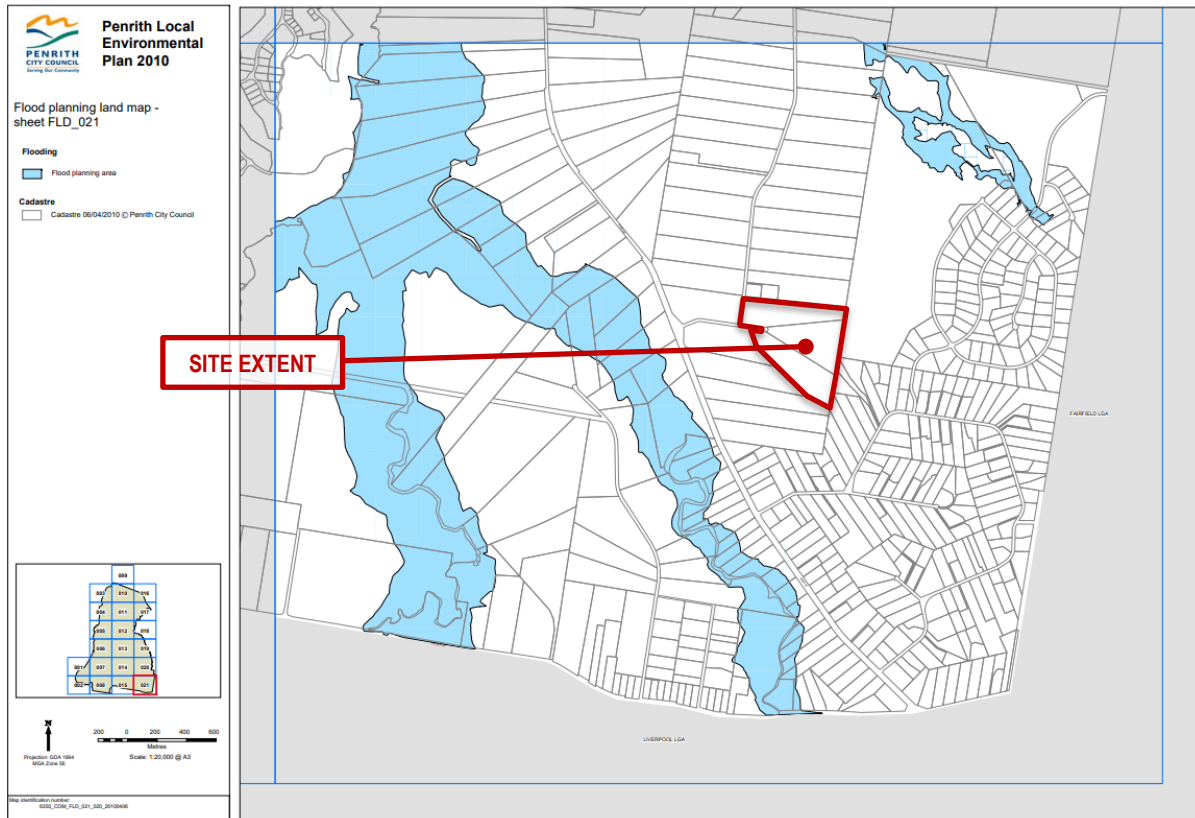 PENRITH
CITY COUNCIL
Serving Our Community
Penrith Local
Environmental
Plan 2010
Flood planning land map -
sheet FLD_021
Flooding
Flood planning area
Cadastre
Cadastre 06/04/2010 © Penrith City Council
SITE EXTENT
FAIRFIELD LGA
LIVERPOOL LGA
009
003 010 016
004 011 017
005 012 018
006 013 019
001 007 014 020
002 008 015 021
N
200 0 200 400 600
Metres
Projection: GDA 1994
MGA Zone 56
Scale: 1:20,000 @ A3
Map identification number:
6350_COM_FLD_021_020_20100406